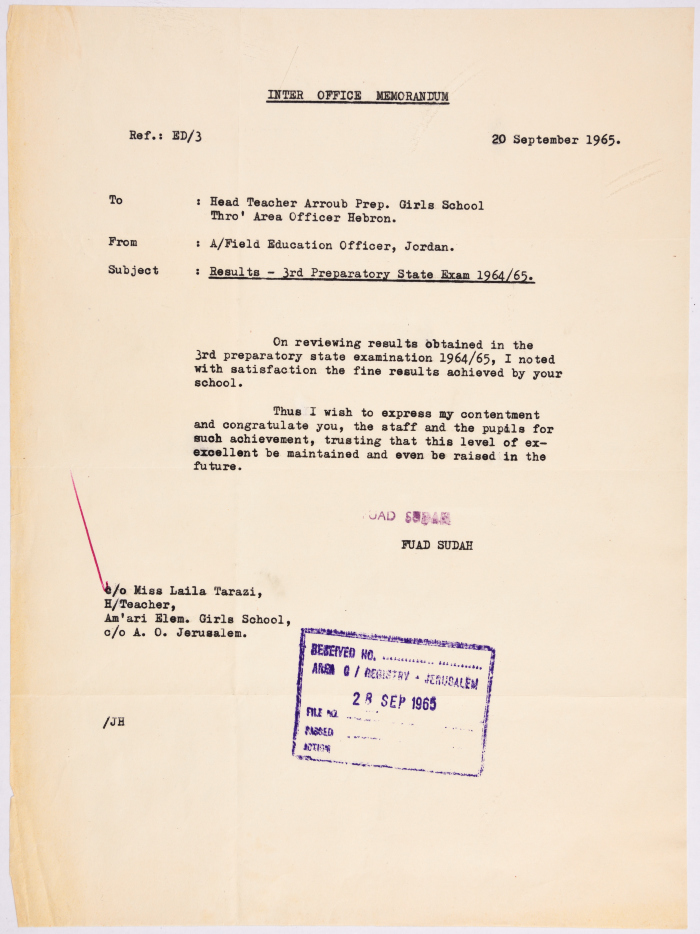 INTER OFFICE MEMORANDUM
Ref.: ED/3
20 September 1965.
To : Head Teacher Arroub Prep. Girls School
Thro' Area Officer Hebron.
From : A/Field Education Officer, Jordan.
Subject : Results - 3rd Preparatory State Exam 1964/65.
On reviewing results obtained in the
3rd preparatory state examination 1964/65, I noted
with satisfaction the fine results achieved by your
school.
Thus I wish to express my contentment
and congratulate you, the staff and the pupils for
such achievement, trusting that this level of ex-
excellent be maintained and even be raised in the
future.
UAD SUDAH
FUAD SUDAH
c/o Miss Laila Tarazi,
H/Teacher,
Am'ari Elem. Girls School,
c/o A. O. Jerusalem.
RECEIVED NO.
AREA O / REGISTRY - JERUSALEM
28 SEP 1965
FILE NO.
PASSED
ACTION
/JH